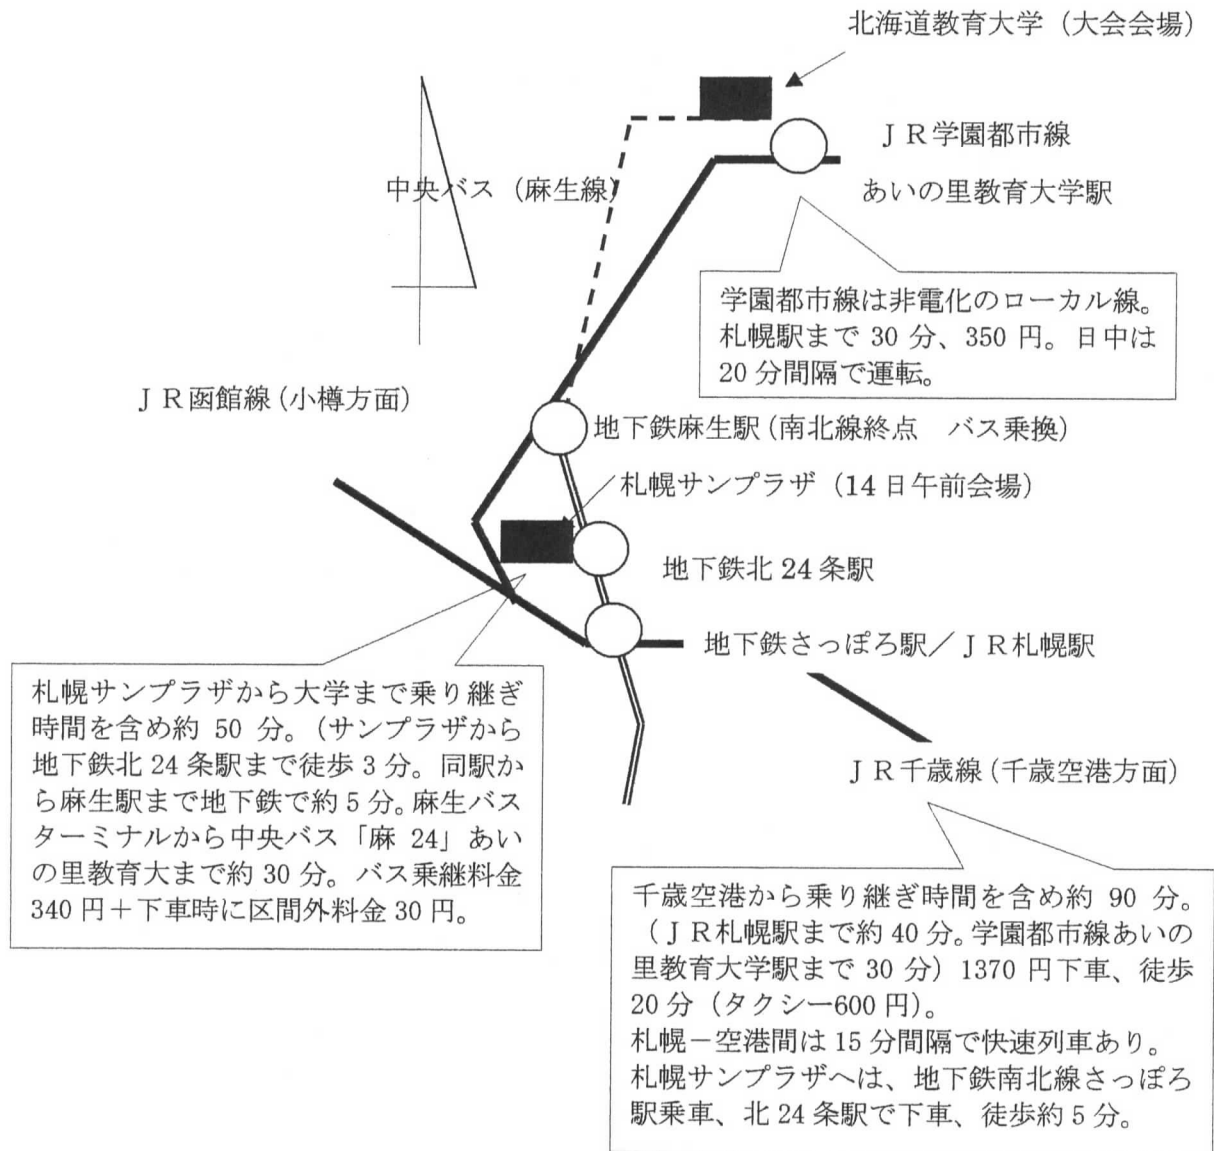 北海道教育大学（大会会場）
ＪＲ学園都市線
中央バス（麻生線）
あいの里教育大学駅
学園都市線は非電化のローカル線。
札幌駅まで 30 分、350 円。日中は
20 分間隔で運転。
ＪＲ函館線(小樽方面)
地下鉄麻生駅(南北線終点　バス乗換)
札幌サンプラザ（14 日午前会場）
地下鉄北 24 条駅
地下鉄さっぽろ駅／ＪＲ札幌駅
札幌サンプラザから大学まで乗り継ぎ
時間を含め約 50 分。（サンプラザから
地下鉄北 24 条駅まで徒歩 3 分。同駅か
ら麻生駅まで地下鉄で約 5 分。麻生バス
ターミナルから中央バス「麻 24」あい
の里教育大まで約 30 分。バス乗継料金
340 円＋下車時に区間外料金 30 円。
ＪＲ千歳線(千歳空港方面)
千歳空港から乗り継ぎ時間を含め約 90 分。
（ＪＲ札幌駅まで約 40 分。学園都市線あいの
里教育大学駅まで 30 分）1370 円下車、徒歩
20 分（タクシー600 円）。
札幌－空港間は 15 分間隔で快速列車あり。
札幌サンプラザへは、地下鉄南北線さっぽろ
駅乗車、北 24 条駅で下車、徒歩約 5 分。